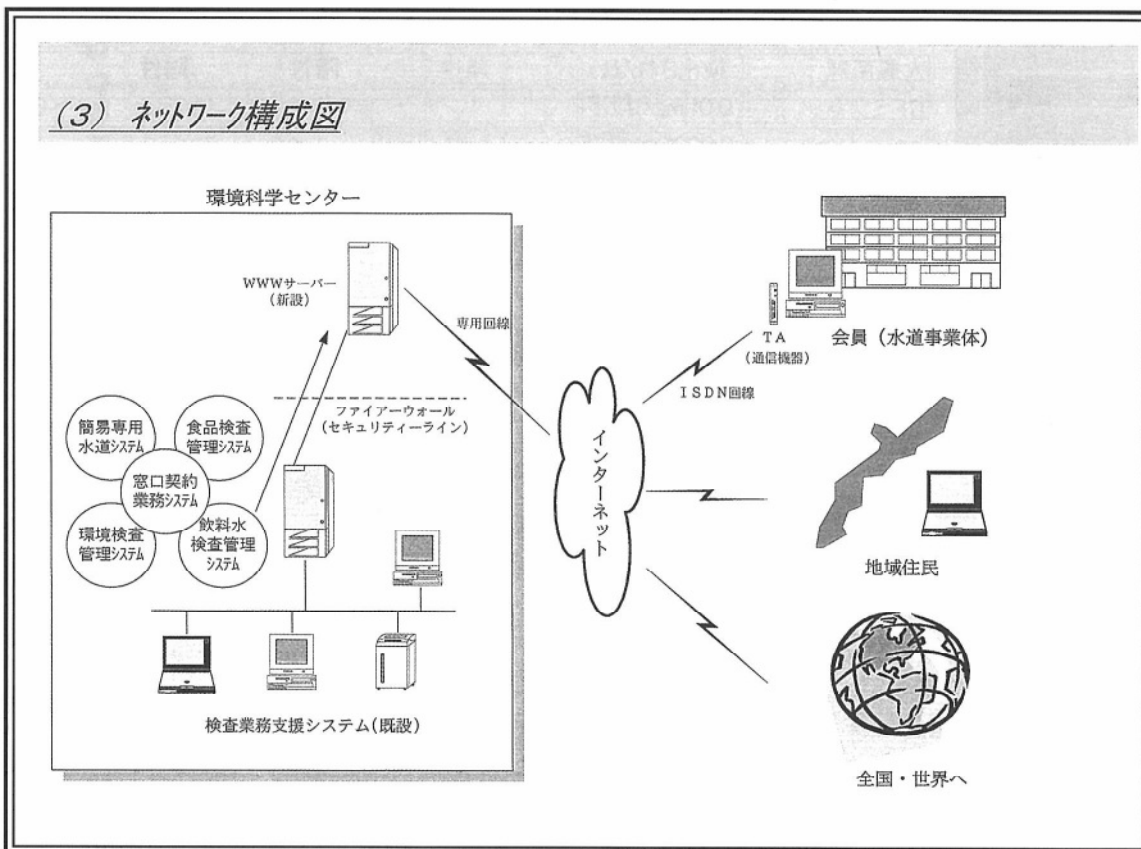 (3) ネットワーク構成図
環境科学センター
WWWサーバー
(新設)
専用回線
ファイアーウォール
(セキュリティーライン)
簡易専用
水道システム
食品検査
管理システム
窓口契約
業務システム
環境検査
管理システム
飲料水
検査管理
システム
検査業務支援システム(既設)
インターネット
TA
(通信機器)
ISDN回線
会員(水道事業体)
地域住民
全国・世界へ